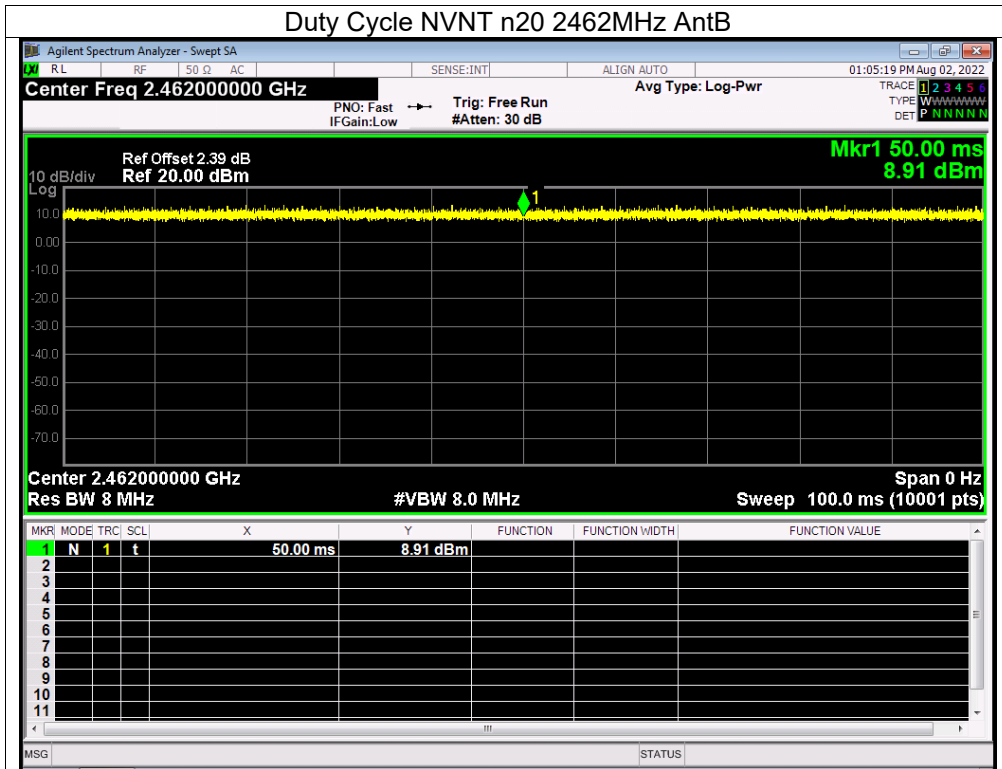 Duty Cycle NVNT n20 2462MHz AntB
Agilent Spectrum Analyzer - Swept SA
LXI RL RF 50 Ω AC SENSE:INT ALIGN AUTO 01:05:19 PM Aug 02, 2022
Center Freq 2.462000000 GHz
PNO: Fast
IFGain:Low
Trig: Free Run
#Atten: 30 dB
Avg Type: Log-Pwr
TRACE 1 2 3 4 5 6
TYPE WWWWWW
DET P N N N N N
Mkr1 50.00 ms
8.91 dBm
Ref Offset 2.39 dB
10 dB/div Ref 20.00 dBm
Log
1
10.0
0.00
-10.0
-20.0
-30.0
-40.0
-50.0
-60.0
-70.0
Center 2.462000000 GHz Span 0 Hz
Res BW 8 MHz #VBW 8.0 MHz Sweep 100.0 ms (10001 pts)
MKR MODE TRC SCL X Y FUNCTION FUNCTION WIDTH FUNCTION VALUE
1 N 1 t 50.00 ms 8.91 dBm
2
3
4
5
6
7
8
9
10
11
MSG STATUS